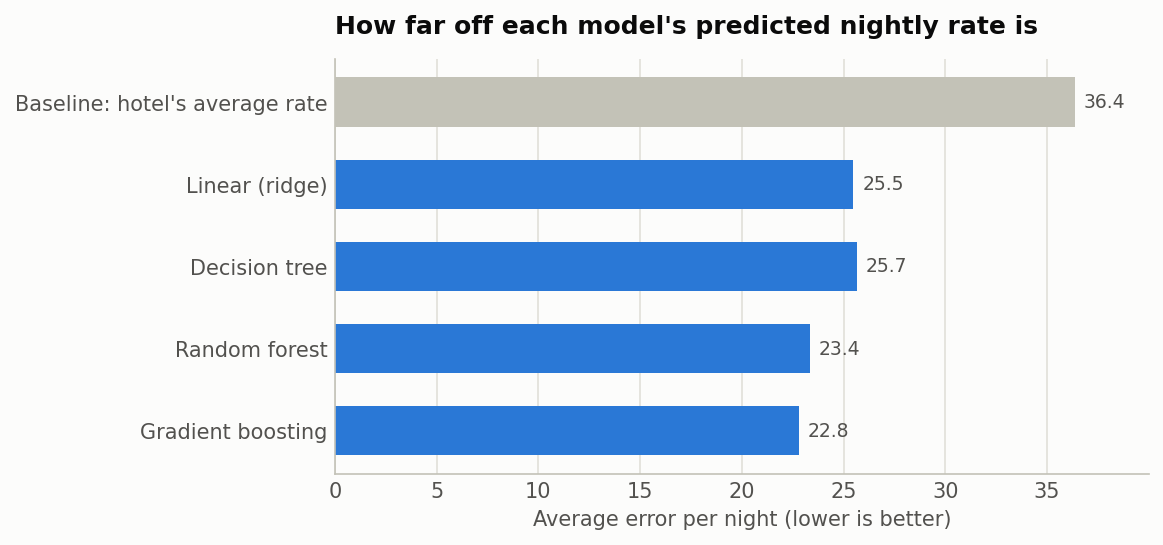 How far off each model's predicted nightly rate is
Baseline: hotel's average rate
36.4
Linear (ridge)
25.5
Decision tree
25.7
Random forest
23.4
Gradient boosting
22.8
0 5 10 15 20 25 30 35
Average error per night (lower is better)